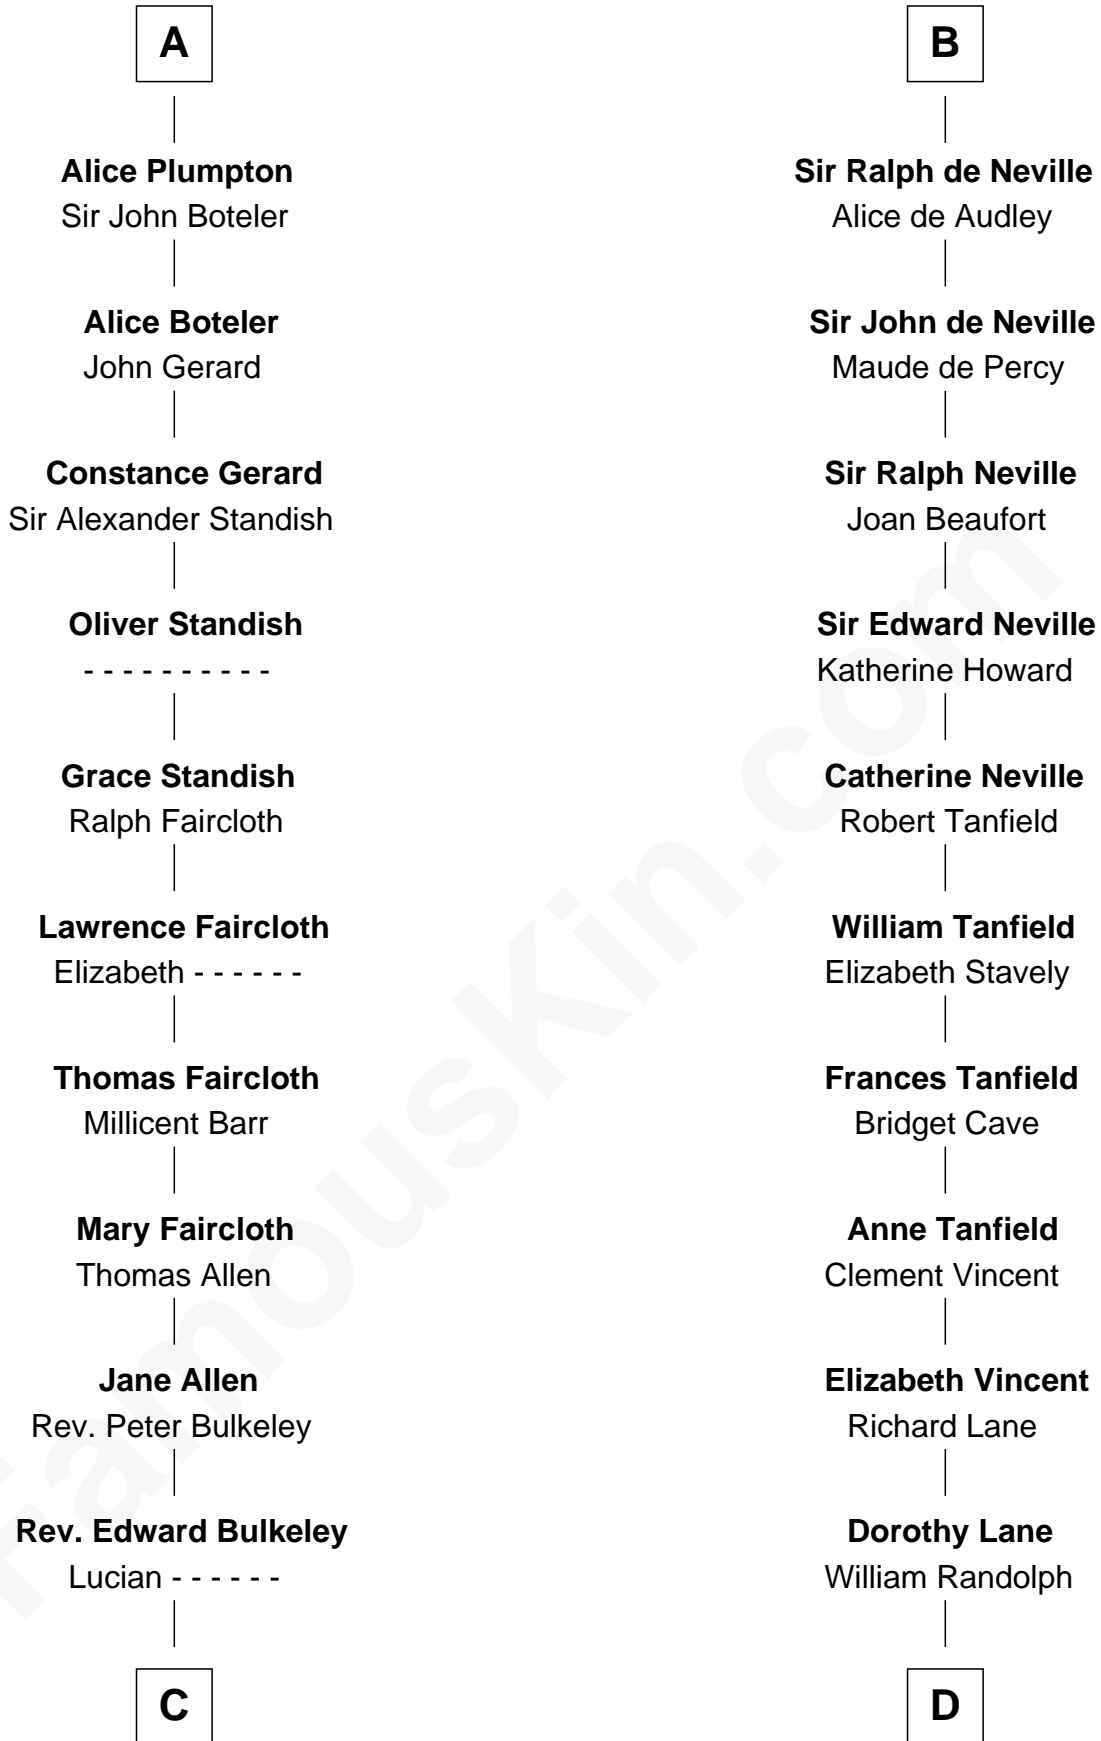 A
Alice Plumpton
Sir John Boteler
Alice Boteler
John Gerard
Constance Gerard
Sir Alexander Standish
Oliver Standish
- - - - - - - - - -
Grace Standish
Ralph Faircloth
Lawrence Faircloth
Elizabeth - - - - - -
Thomas Faircloth
Millicent Barr
Mary Faircloth
Thomas Allen
Jane Allen
Rev. Peter Bulkeley
Rev. Edward Bulkeley
Lucian - - - - - -
C
B
Sir Ralph de Neville
Alice de Audley
Sir John de Neville
Maude de Percy
Sir Ralph Neville
Joan Beaufort
Sir Edward Neville
Katherine Howard
Catherine Neville
Robert Tanfield
William Tanfield
Elizabeth Stavely
Frances Tanfield
Bridget Cave
Anne Tanfield
Clement Vincent
Elizabeth Vincent
Richard Lane
Dorothy Lane
William Randolph
D
FamousKin.com